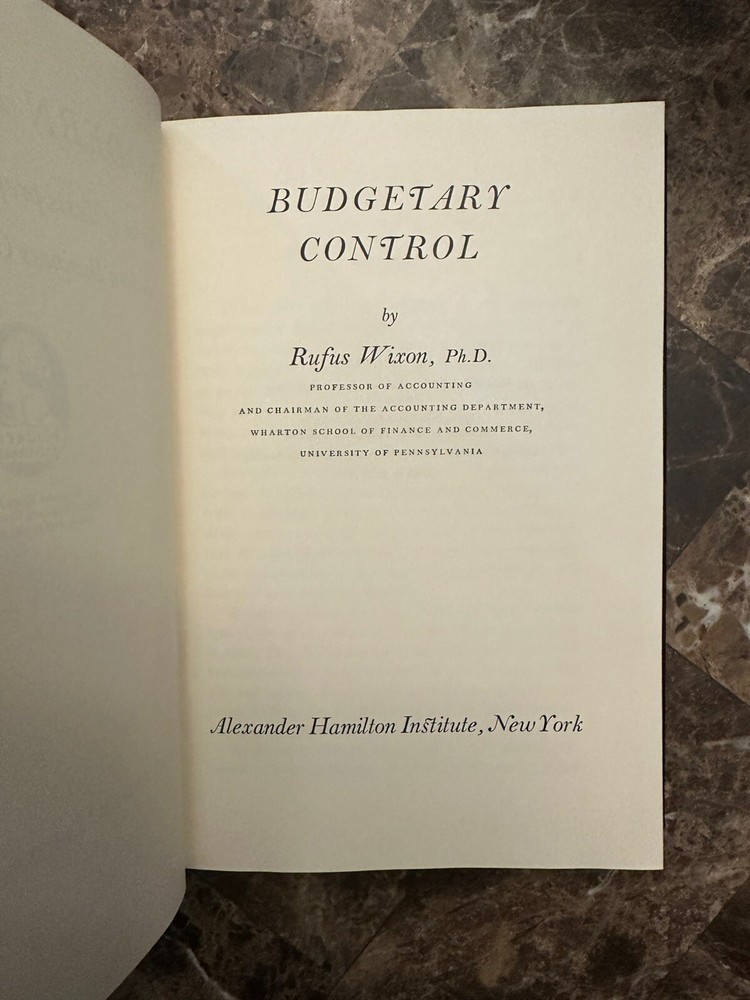 BUDGETARY
CONTROL
by
Rufus Wixon, Ph.D.
PROFESSOR OF ACCOUNTING
AND CHAIRMAN OF THE ACCOUNTING DEPARTMENT,
WHARTON SCHOOL OF FINANCE AND COMMERCE,
UNIVERSITY OF PENNSYLVANIA
Alexander Hamilton Institute, New York